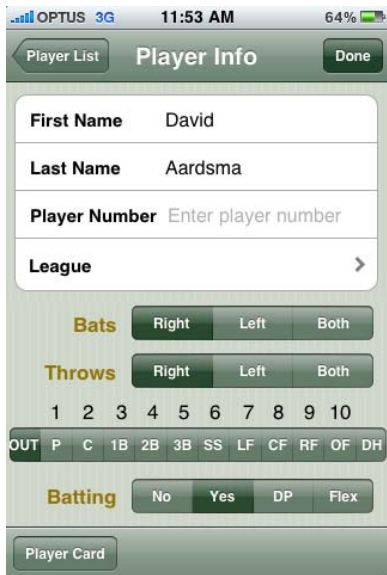 OPTUS 3G 11:53 AM 64%
Player List Player Info Done
First Name David
Last Name Aardsma
Player Number Enter player number
League
Bats Right Left Both
Throws Right Left Both
1 2 3 4 5 6 7 8 9 10
OUT P C 1B 2B 3B SS LF CF RF OF DH
Batting No Yes DP Flex
Player Card